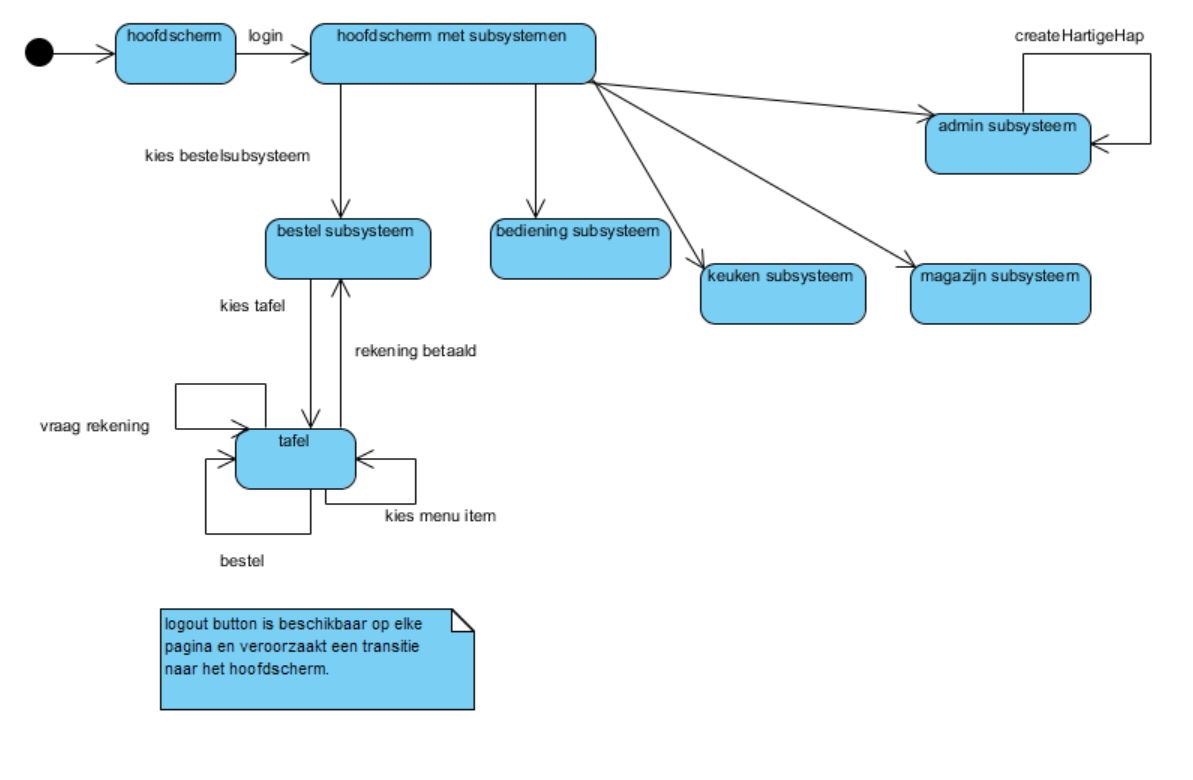 hoofdscherm
login
hoofdscherm met subsystemen
createHartigeHap
admin subsysteem
kies bestelsubsysteem
bestel subsysteem
bediening subsysteem
keuken subsysteem
magazijn subsysteem
kies tafel
rekening betaald
vraag rekening
tafel
kies menu item
bestel
logout button is beschikbaar op elke
pagina en veroorzaakt een transitie
naar het hoofdscherm.